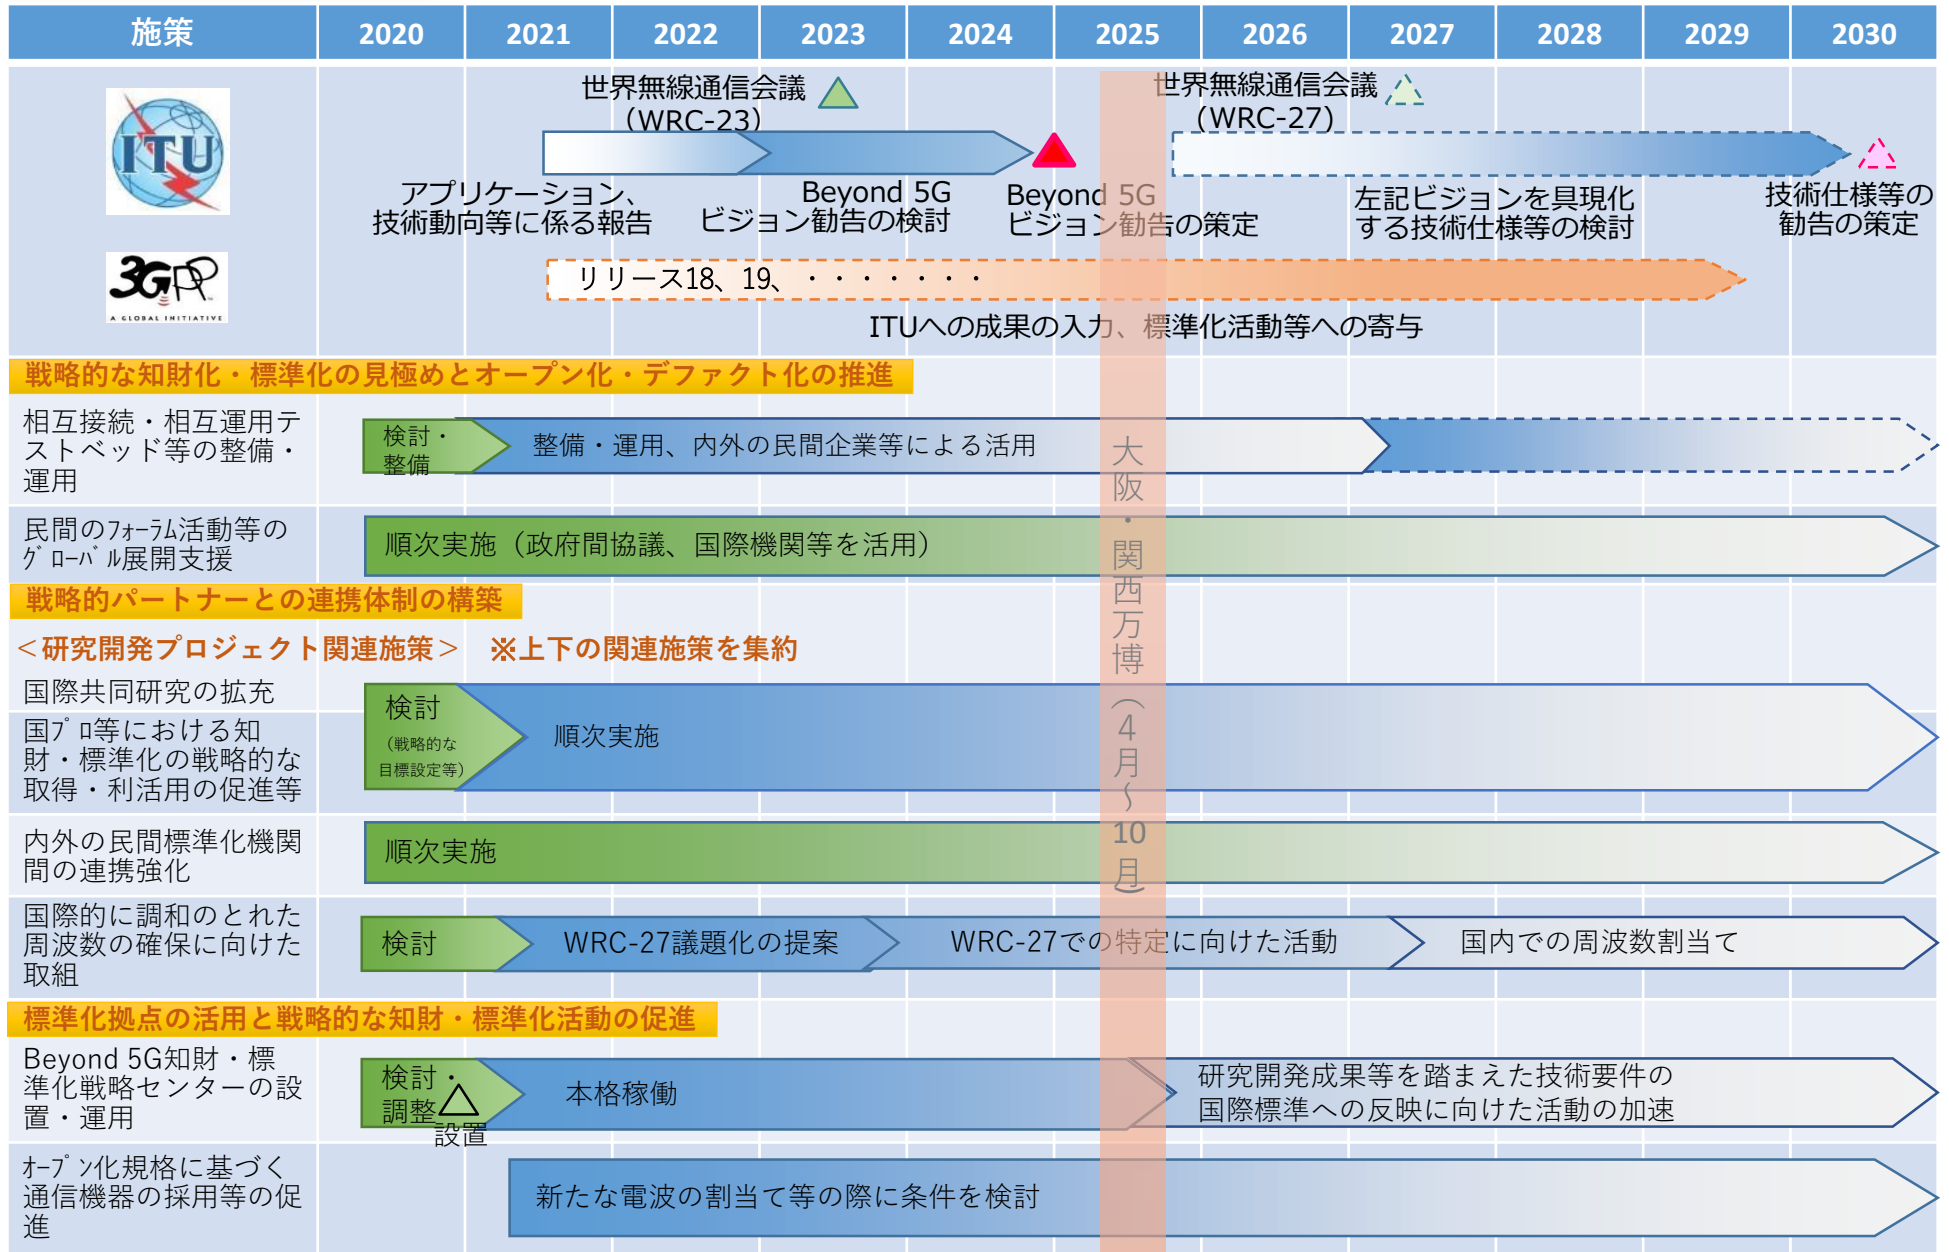 施策 2020 2021 2022 2023 2024 2025 2026 2027 2028 2029 2030
世界無線通信会議
（WRC-23）
世界無線通信会議
（WRC-27）
ITU
アプリケーション、
技術動向等に係る報告
Beyond 5G
ビジョン勧告の検討
Beyond 5G
ビジョン勧告の策定
左記ビジョンを具現化
する技術仕様等の検討
技術仕様等の
勧告の策定
3GPP
A GLOBAL INITIATIVE
リリース18、19、・・・・・・・
ITUへの成果の入力、標準化活動等への寄与
戦略的な知財化・標準化の見極めとオープン化・デファクト化の推進
相互接続・相互運用テ
ストベッド等の整備・
運用
検討・
整備
整備・運用、内外の民間企業等による活用
民間のフォーラム活動等の
グローバル展開支援
順次実施（政府間協議、国際機関等を活用）
大阪・関西万博（4月～10月）
戦略的パートナーとの連携体制の構築
＜研究開発プロジェクト関連施策＞　※上下の関連施策を集約
国際共同研究の拡充
国プロ等における知
財・標準化の戦略的な
取得・利活用の促進等
検討
（戦略的な
目標設定等）
順次実施
内外の民間標準化機関
間の連携強化
順次実施
国際的に調和のとれた
周波数の確保に向けた
取組
検討
WRC-27議題化の提案
WRC-27での特定に向けた活動
国内での周波数割当て
標準化拠点の活用と戦略的な知財・標準化活動の促進
Beyond 5G知財・標
準化戦略センターの設
置・運用
検討・
調整
設置
本格稼働
研究開発成果等を踏まえた技術要件の
国際標準への反映に向けた活動の加速
オープン化規格に基づく
通信機器の採用等の促
進
新たな電波の割当て等の際に条件を検討